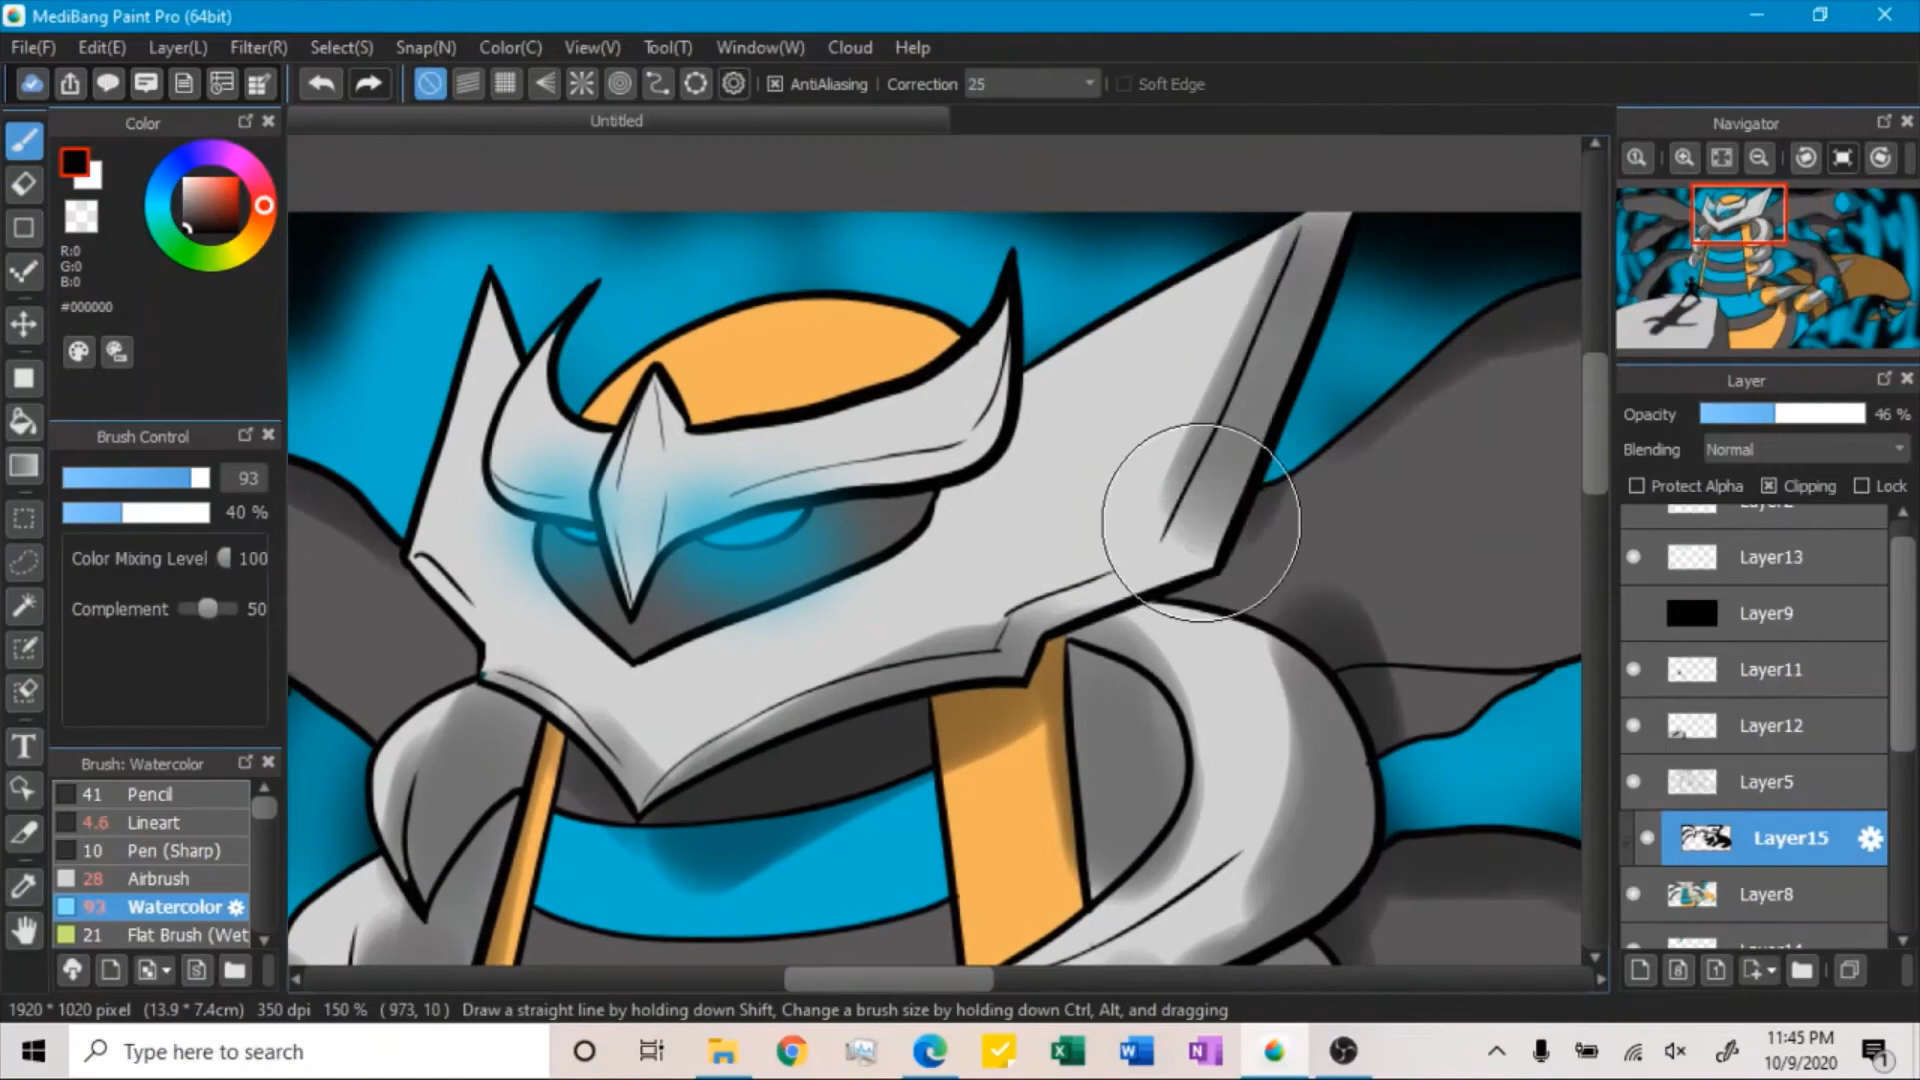 MediBang Paint Pro (64bit)
File(F) Edit(E) Layer(L) Filter(R) Select(S) Snap(N) Color(C) View(V) Tool(T) Window(W) Cloud Help
AntiAliasing Correction 25 Soft Edge
Untitled
Color
R:0
G:0
B:0
#000000
Brush Control
93
40 %
Color Mixing Level 100
Complement 50
Brush: Watercolor
41 Pencil
4.6 Lineart
10 Pen (Sharp)
28 Airbrush
93 Watercolor
21 Flat Brush (Wet
Navigator
Layer
Opacity 46 %
Blending Normal
Protect Alpha Clipping Lock
Layer13
Layer9
Layer11
Layer12
Layer5
Layer15
Layer8
1920 * 1020 pixel (13.9 * 7.4cm) 350 dpi 150 % ( 973, 10 ) Draw a straight line by holding down Shift, Change a brush size by holding down Ctrl, Alt, and dragging
Type here to search
11:45 PM
10/9/2020
1